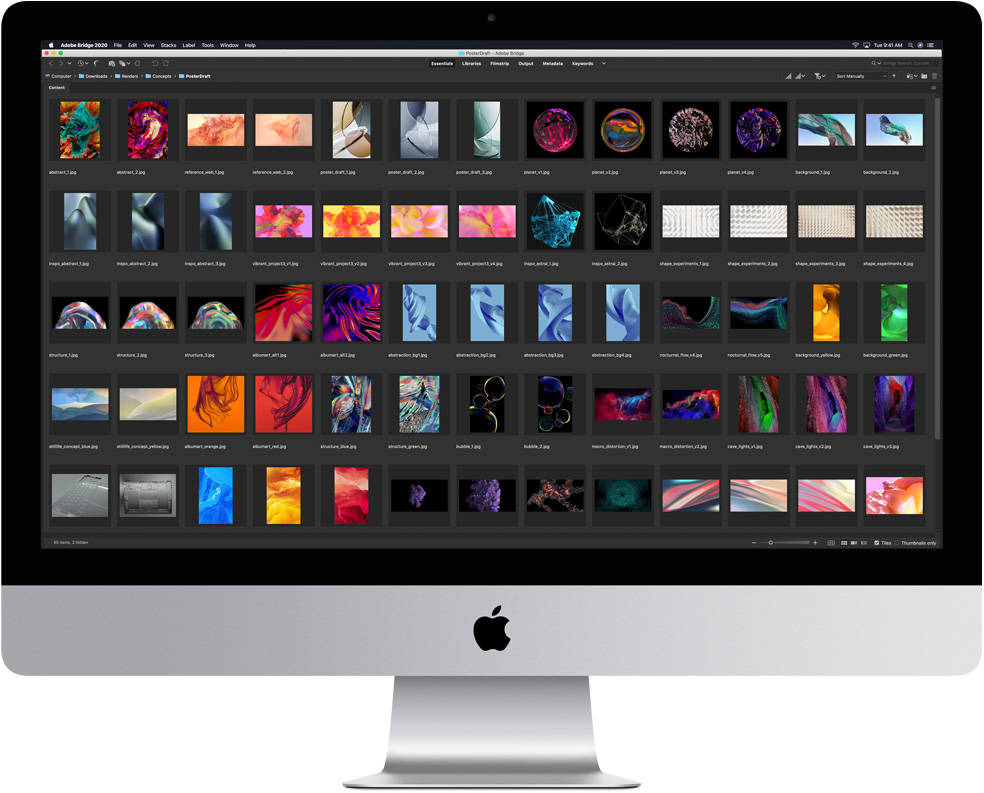 Adobe Bridge 2020 File Edit View Stacks Label Tools Window Help Tue 9:41 AM
PosterDraft – Adobe Bridge
Essentials Libraries Filmstrip Output Metadata Keywords Bridge Search: Current...
Computer Downloads Renders Concepts PosterDraft Sort Manually
Content
abstract_1.jpg abstract_2.jpg reference_web_1.jpg reference_web_2.jpg poster_draft_1.jpg poster_draft_2.jpg poster_draft_3.jpg planet_v1.jpg planet_v2.jpg planet_v3.jpg planet_v4.jpg background_1.jpg background_2.jpg
inspo_abstract_1.jpg inspo_abstract_2.jpg inspo_abstract_3.jpg vibrant_project3_v1.jpg vibrant_project3_v2.jpg vibrant_project3_v3.jpg vibrant_project3_v4.jpg inspo_astral_1.jpg inspo_astral_2.jpg shape_experiments_1.jpg shape_experiments_2.jpg shape_experiments_3.jpg shape_experiments_4.jpg
structure_1.jpg structure_2.jpg structure_3.jpg albumart_alt1.jpg albumart_alt2.jpg abstraction_bg1.jpg abstraction_bg2.jpg abstraction_bg3.jpg abstraction_bg4.jpg nocturnal_flow_v4.jpg nocturnal_flow_v5.jpg background_yellow.jpg background_green.jpg
stilllife_concept_blue.jpg stilllife_concept_yellow.jpg albumart_orange.jpg albumart_red.jpg structure_blue.jpg structure_green.jpg bubble_1.jpg bubble_2.jpg macro_distortion_v1.jpg macro_distortion_v2.jpg cave_lights_v1.jpg cave_lights_v2.jpg cave_lights_v3.jpg
65 items, 2 hidden Tiles Thumbnails only